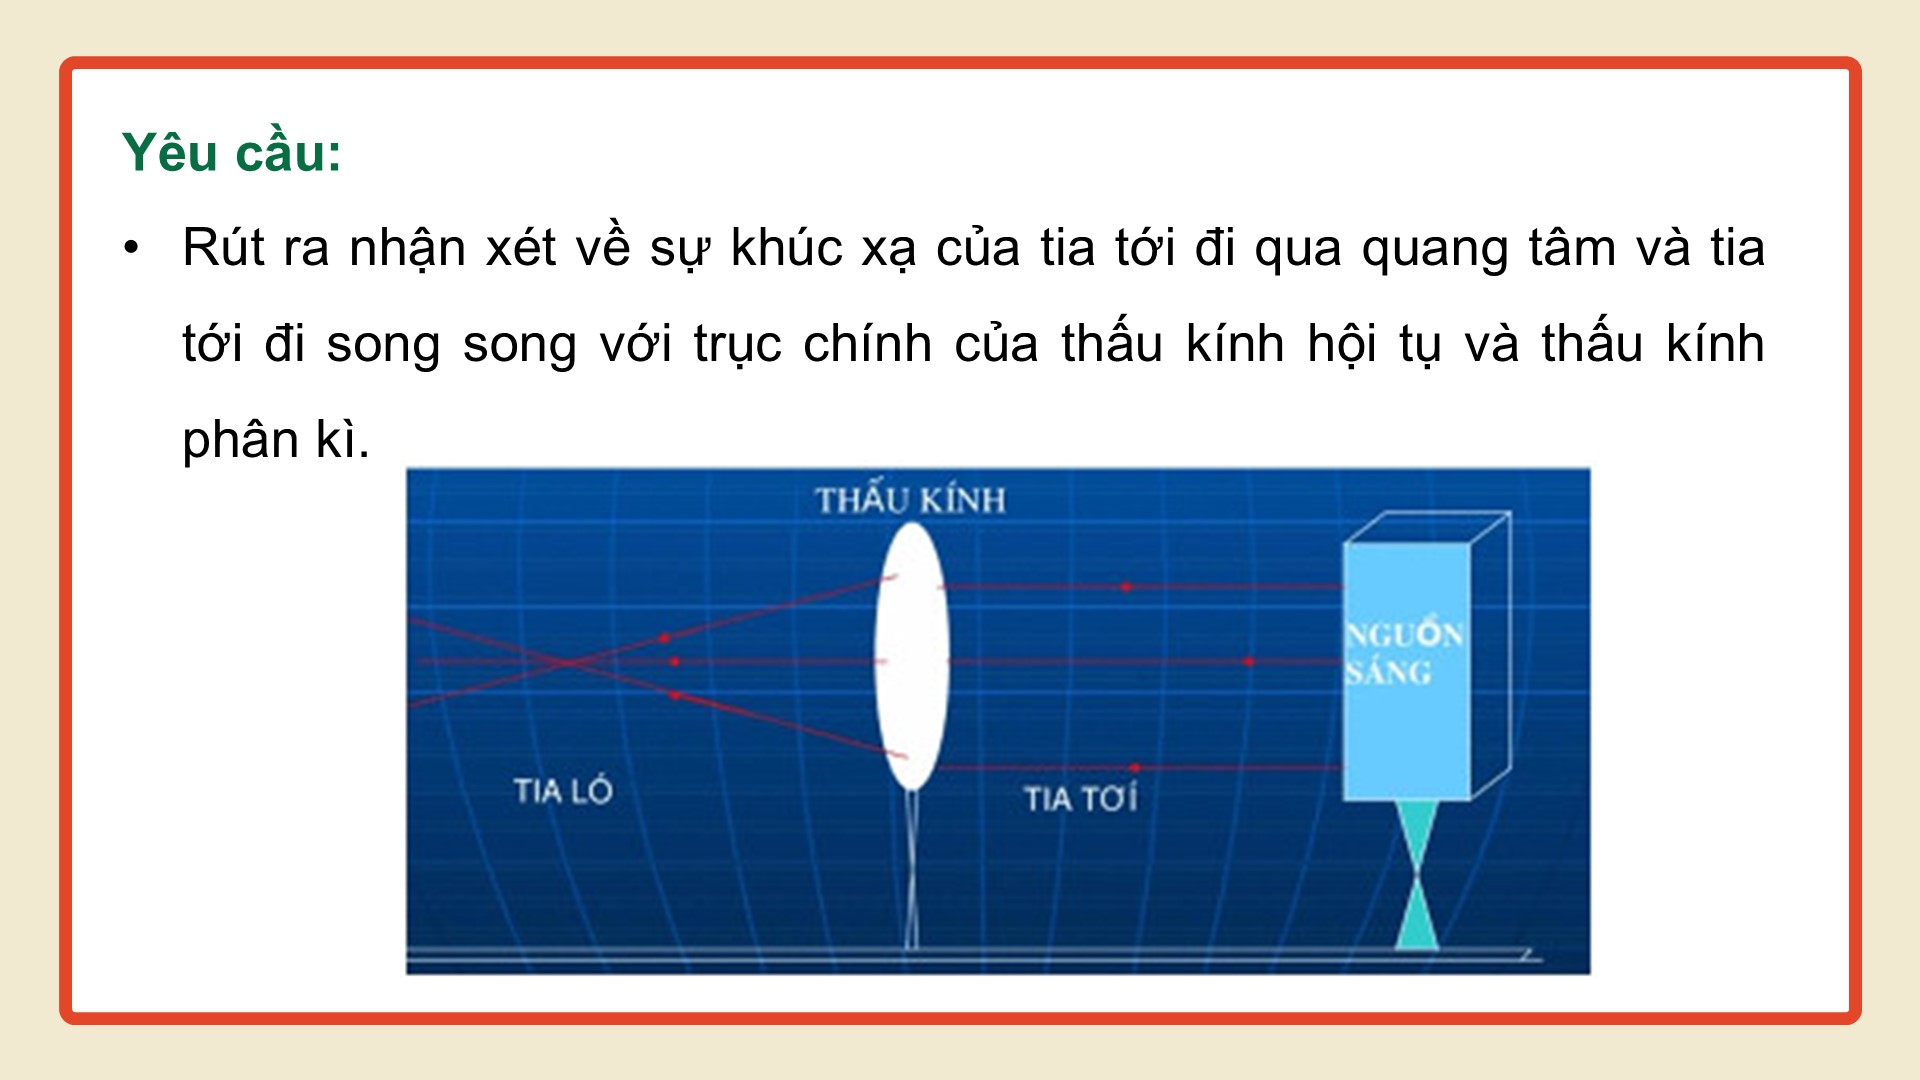 Yêu cầu:
• Rút ra nhận xét về sự khúc xạ của tia tới đi qua quang tâm và tia
tới đi song song với trục chính của thấu kính hội tụ và thấu kính
phân kì.
THẤU KÍNH
NGUỒN
SÁNG
TIA LÓ
TIA TỚI